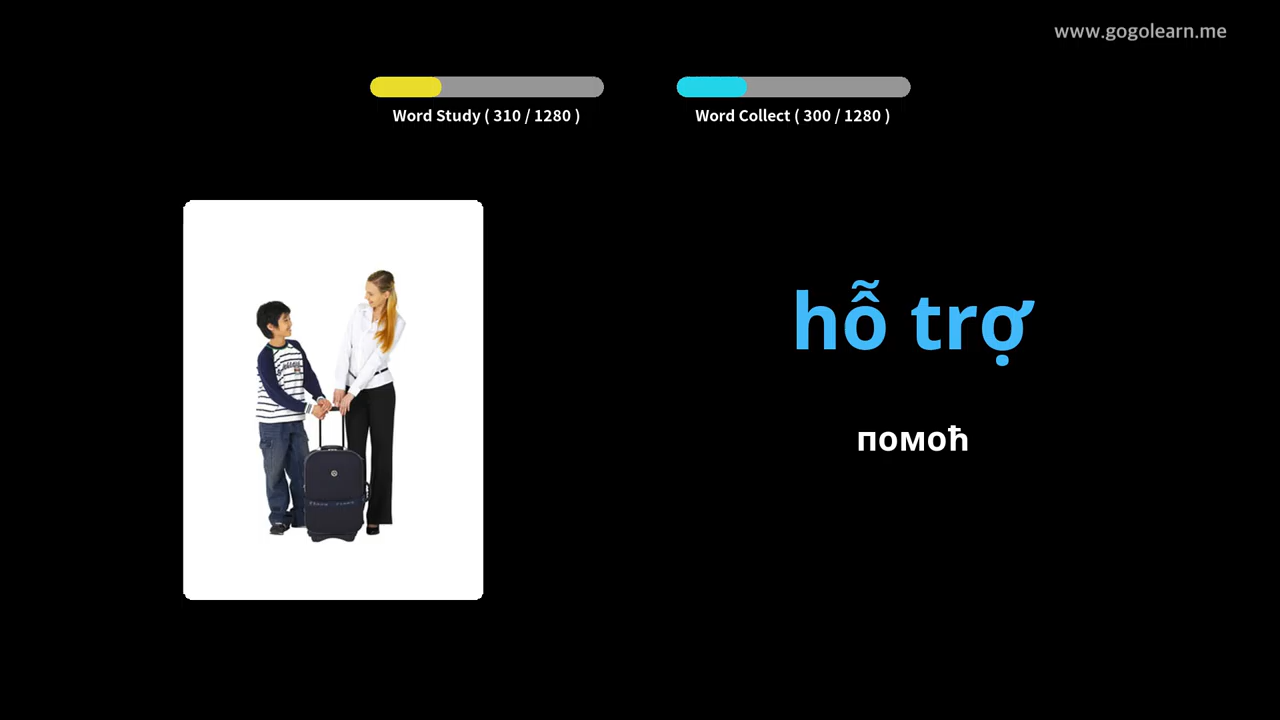 www.gogolearn.me
Word Study ( 310 / 1280 )
Word Collect ( 300 / 1280 )
hỗ trợ
помоћ